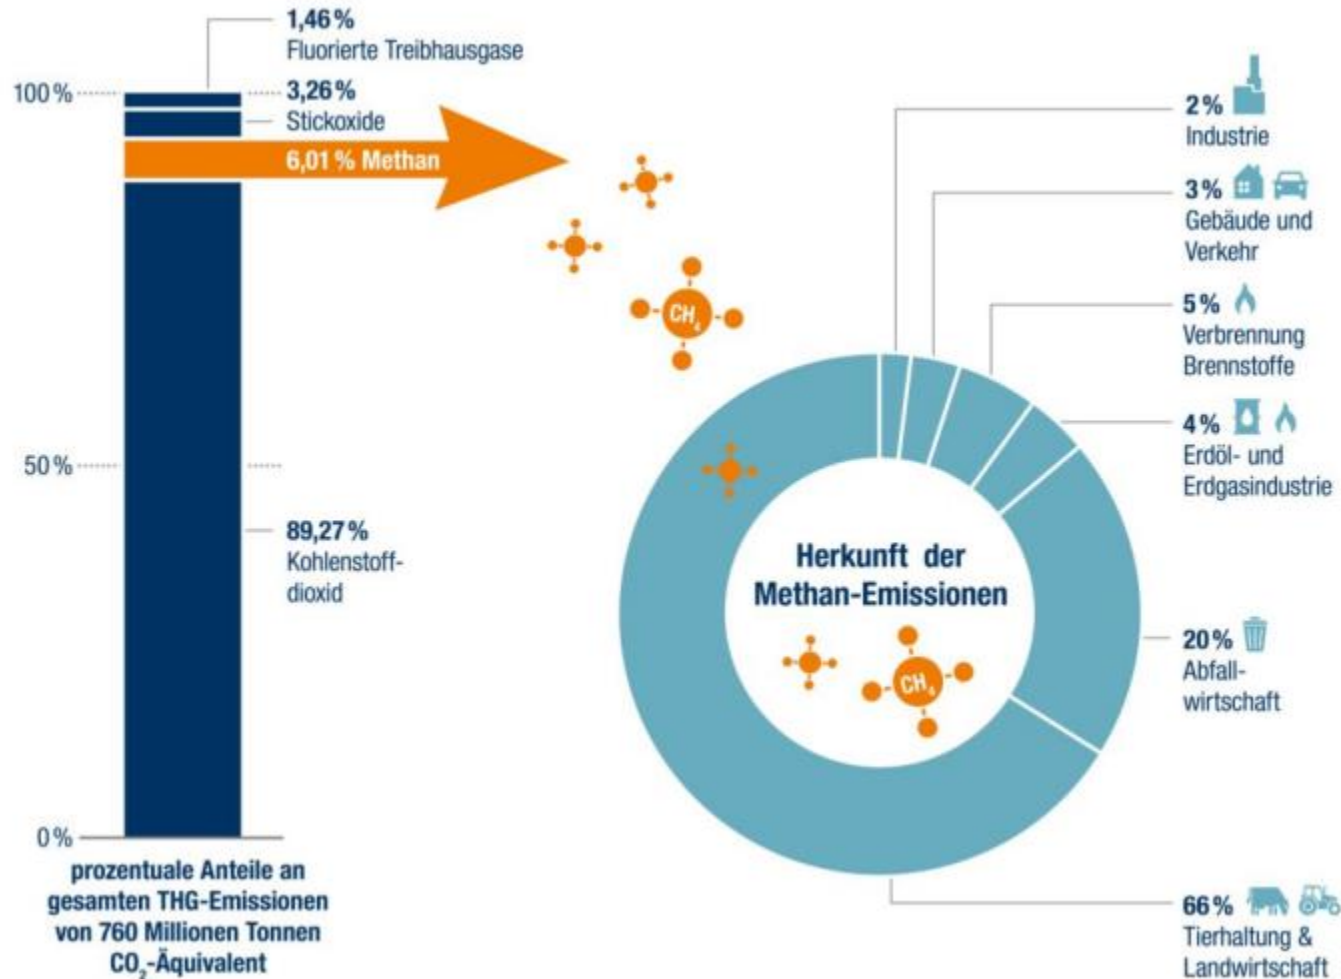 1,46 %
Fluorierte Treibhausgase
100 %
3,26 %
Stickoxide
6,01 % Methan
50 %
89,27 %
Kohlenstoff-
dioxid
0 %
prozentuale Anteile an
gesamten THG-Emissionen
von 760 Millionen Tonnen
CO₂-Äquivalent
CH₄
2 %
Industrie
3 %
Gebäude und
Verkehr
5 %
Verbrennung
Brennstoffe
4 %
Erdöl- und
Erdgasindustrie
Herkunft der
Methan-Emissionen
CH₄
20 %
Abfall-
wirtschaft
66 %
Tierhaltung &
Landwirtschaft